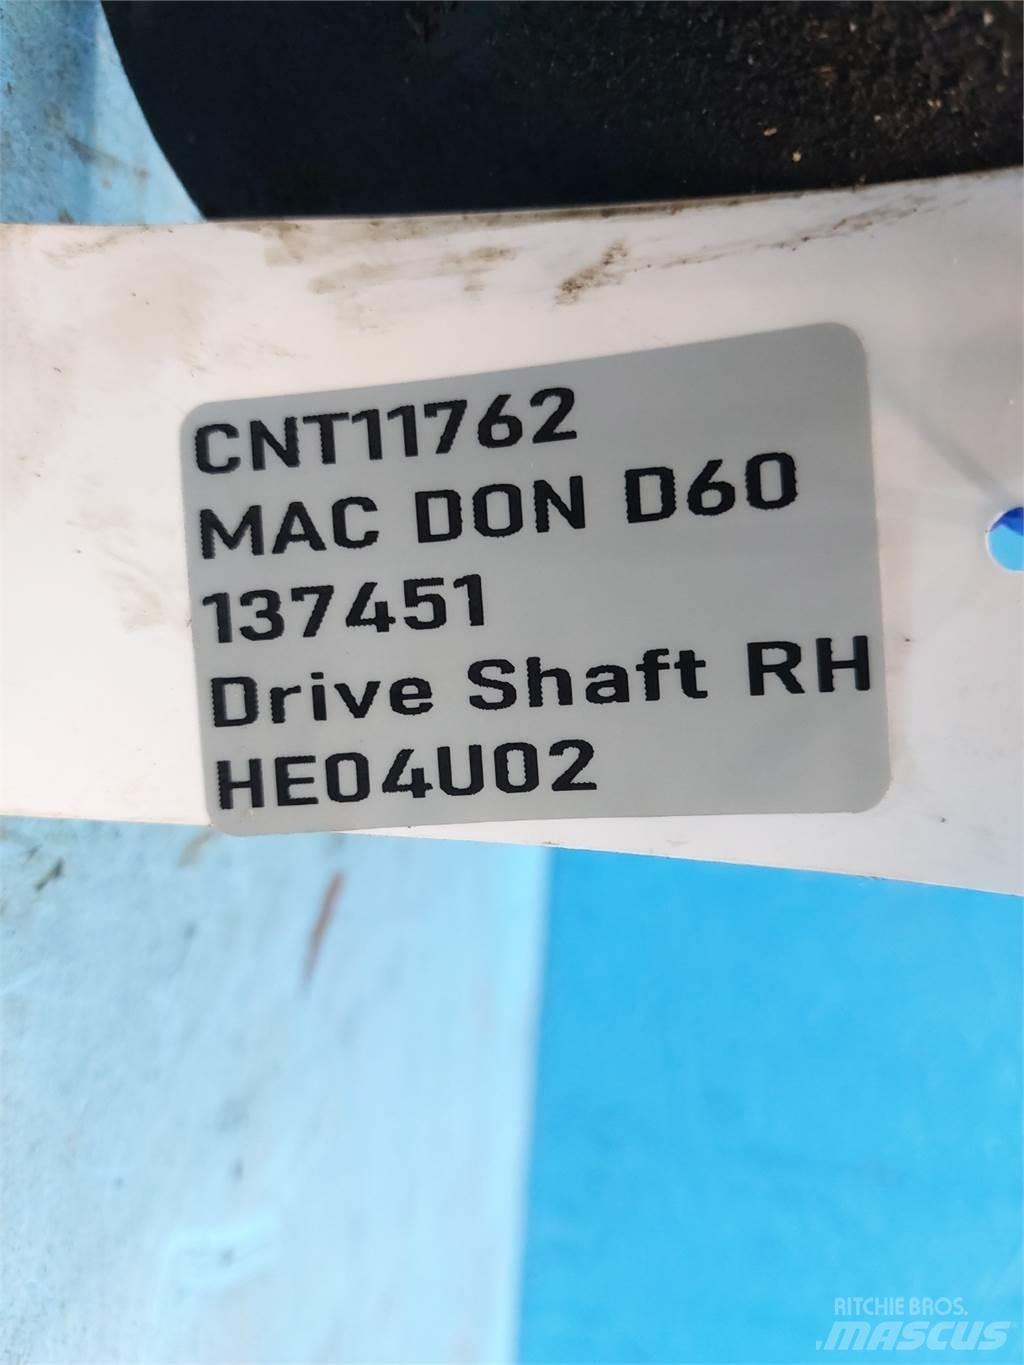 CNT11762
MAC DON D60
137451
Drive Shaft RH
HE04U02
RITCHIE BROS.
MASCUS